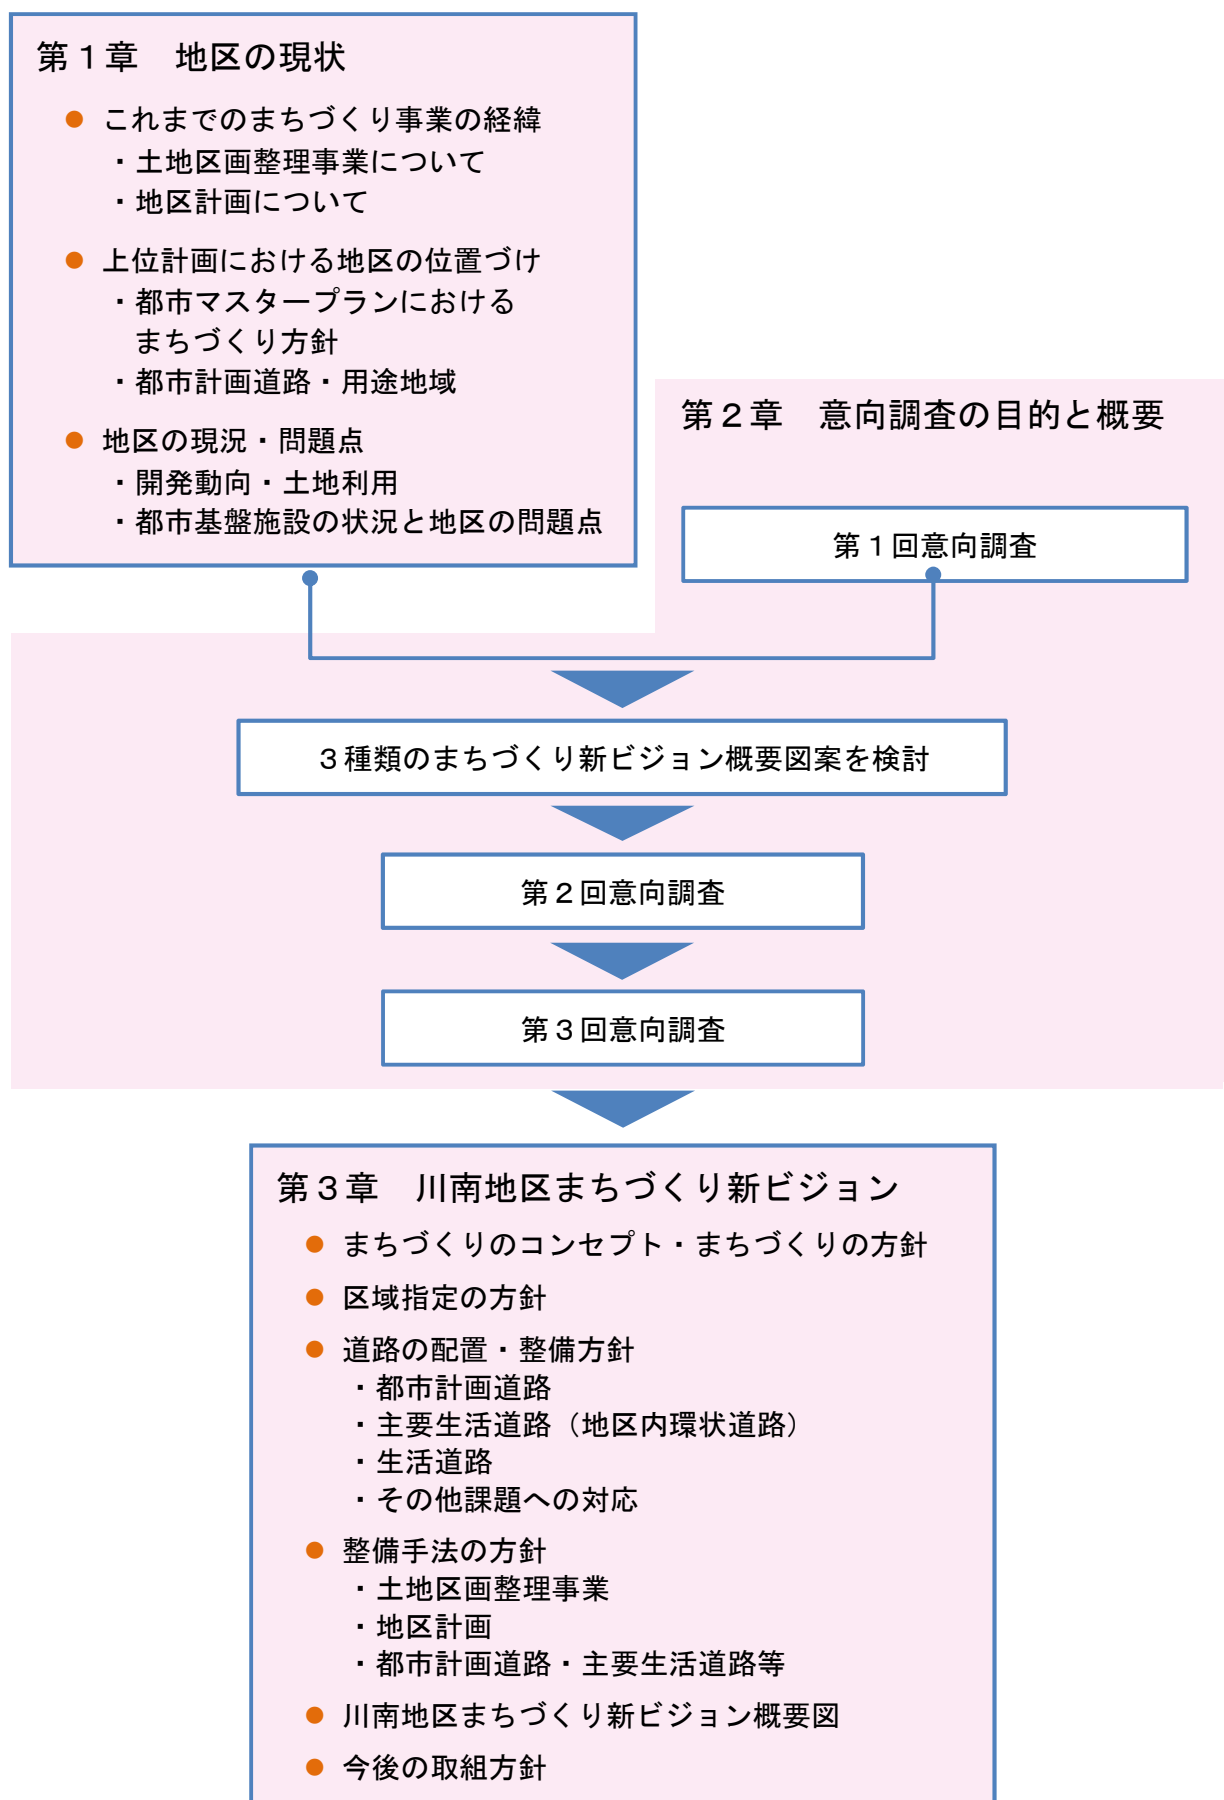 第１章　地区の現状
● これまでのまちづくり事業の経緯
・土地区画整理事業について
・地区計画について
● 上位計画における地区の位置づけ
・都市マスタープランにおける
まちづくり方針
・都市計画道路・用途地域
● 地区の現況・問題点
・開発動向・土地利用
・都市基盤施設の状況と地区の問題点
第２章　意向調査の目的と概要
第１回意向調査
３種類のまちづくり新ビジョン概要図案を検討
第２回意向調査
第３回意向調査
第３章　川南地区まちづくり新ビジョン
● まちづくりのコンセプト・まちづくりの方針
● 区域指定の方針
● 道路の配置・整備方針
・都市計画道路
・主要生活道路（地区内環状道路）
・生活道路
・その他課題への対応
● 整備手法の方針
・土地区画整理事業
・地区計画
・都市計画道路・主要生活道路等
● 川南地区まちづくり新ビジョン概要図
● 今後の取組方針